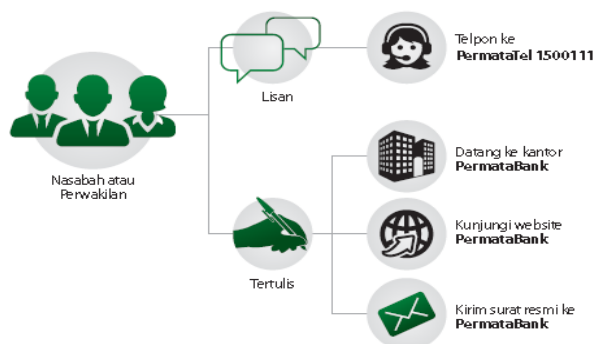 Nasabah atau
Perwakilan
Lisan
Telpon ke
PermataTel 1500111
Tertulis
Datang ke kantor
PermataBank
Kunjungi website
PermataBank
Kirim surat resmi ke
PermataBank